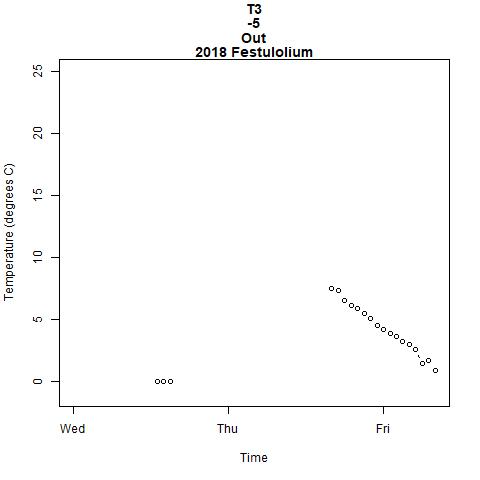 T3
-5
Out
2018 Festulolium
Temperature (degrees C)
25
20
15
10
5
0
Wed Thu Fri
Time